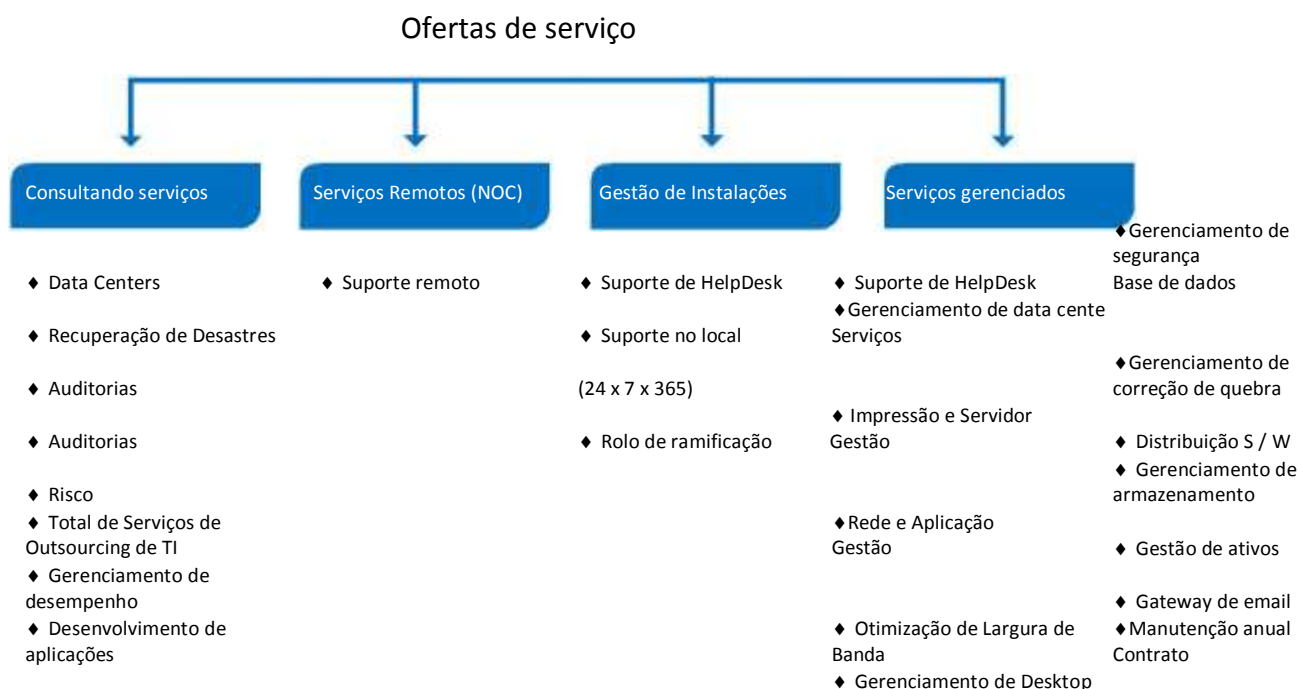 Ofertas de serviço
Consultando serviços
♦ Data Centers
♦ Recuperação de Desastres
♦ Auditorias
♦ Auditorias
♦ Risco
♦ Total de Serviços de
Outsourcing de TI
♦ Gerenciamento de
desempenho
♦ Desenvolvimento de
aplicações
Serviços Remotos (NOC)
♦ Suporte remoto
Gestão de Instalações
♦ Suporte de HelpDesk
♦ Suporte no local
(24 x 7 x 365)
♦ Rolo de ramificação
Serviços gerenciados
♦ Suporte de HelpDesk
♦Gerenciamento de data cente
Serviços
♦ Impressão e Servidor
Gestão
♦Rede e Aplicação
Gestão
♦ Otimização de Largura de
Banda
♦ Gerenciamento de Desktop
♦Gerenciamento de
segurança
Base de dados
♦Gerenciamento de
correção de quebra
♦ Distribuição S / W
♦ Gerenciamento de
armazenamento
♦ Gestão de ativos
♦ Gateway de email
♦Manutenção anual
Contrato